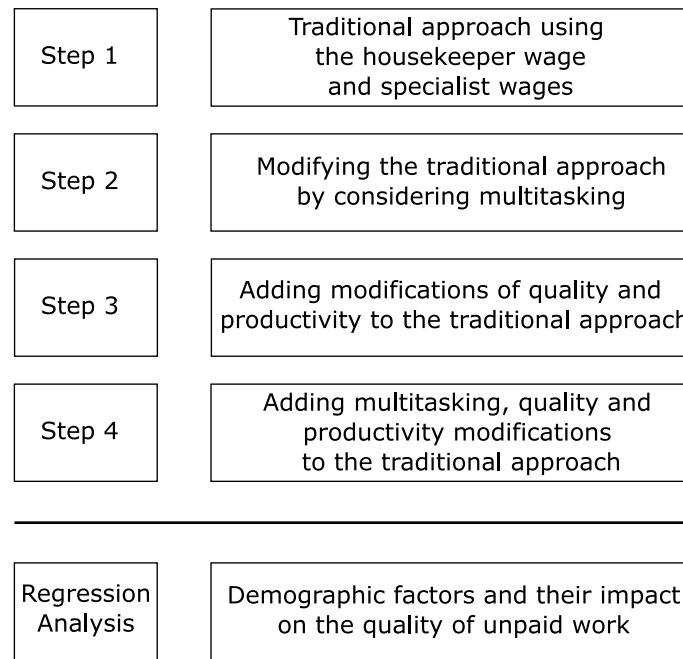 Step 1
Traditional approach using
the housekeeper wage
and specialist wages
Step 2
Modifying the traditional approach
by considering multitasking
Step 3
Adding modifications of quality and
productivity to the traditional approach
Step 4
Adding multitasking, quality and
productivity modifications
to the traditional approach
Regression
Analysis
Demographic factors and their impact
on the quality of unpaid work